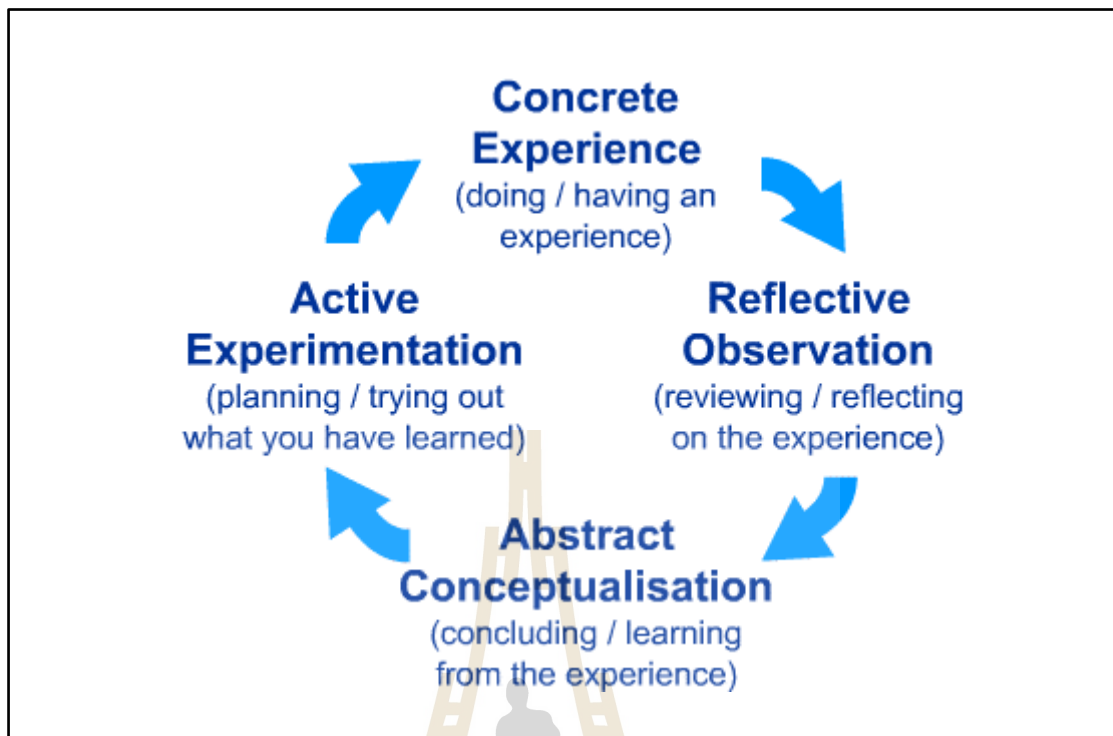 Concrete
Experience
(doing / having an
experience)
Reflective
Observation
(reviewing / reflecting
on the experience)
Abstract
Conceptualisation
(concluding / learning
from the experience)
Active
Experimentation
(planning / trying out
what you have learned)